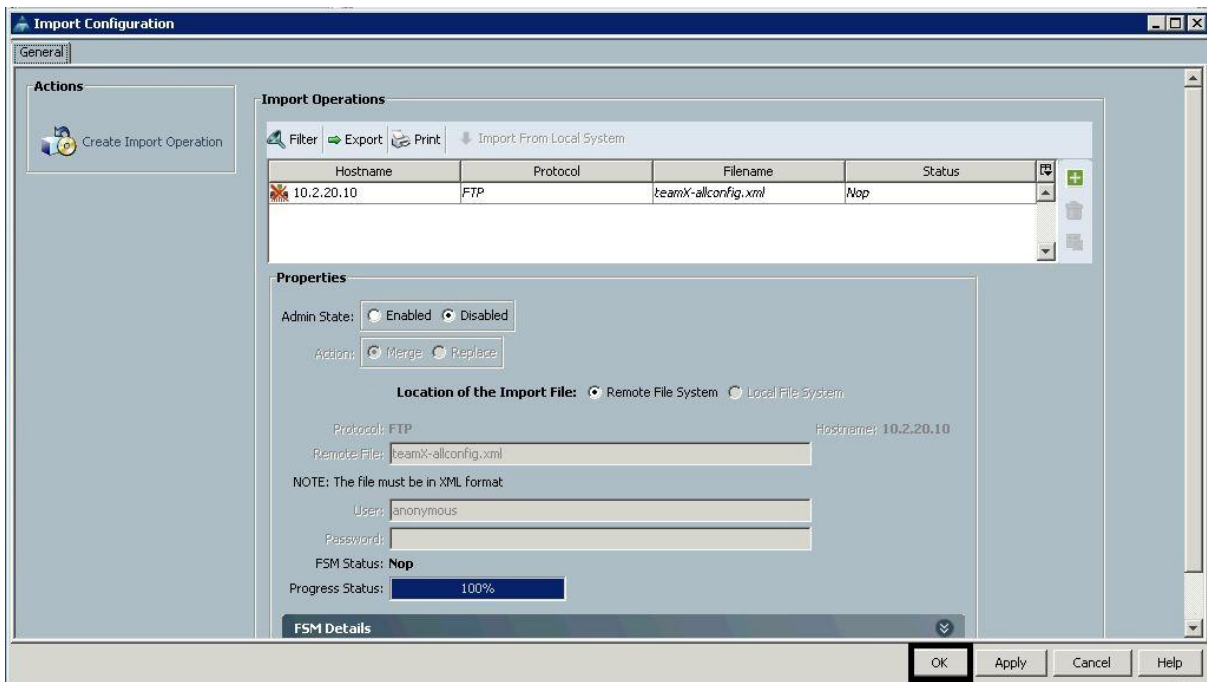 Import Configuration
General
Actions
Create Import Operation
Import Operations
Filter Export Print Import From Local System
Hostname Protocol Filename Status
10.2.20.10 FTP teamX-allconfig.xml Nop
Properties
Admin State: Enabled Disabled
Action: Merge Replace
Location of the Import File: Remote File System Local File System
Protocol: FTP Hostname: 10.2.20.10
Remote File: teamX-allconfig.xml
NOTE: The file must be in XML format
User: anonymous
Password:
FSM Status: Nop
Progress Status: 100%
FSM Details
OK Apply Cancel Help